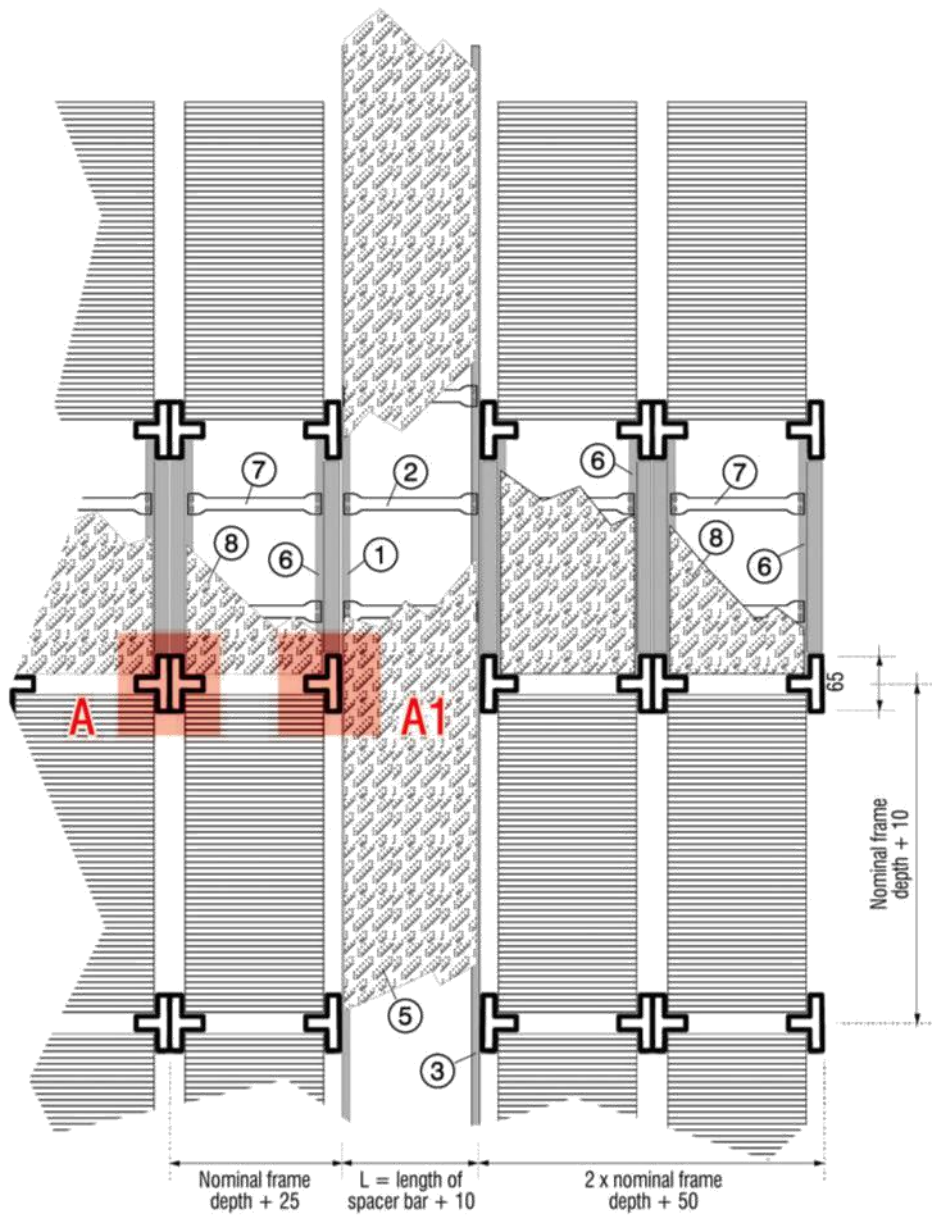 6
7
2
7
8
6
1
8
6
65
A
A1
Nominal frame
depth + 10
5
3
Nominal frame
depth + 25
L = length of
spacer bar + 10
2 x nominal frame
depth + 50